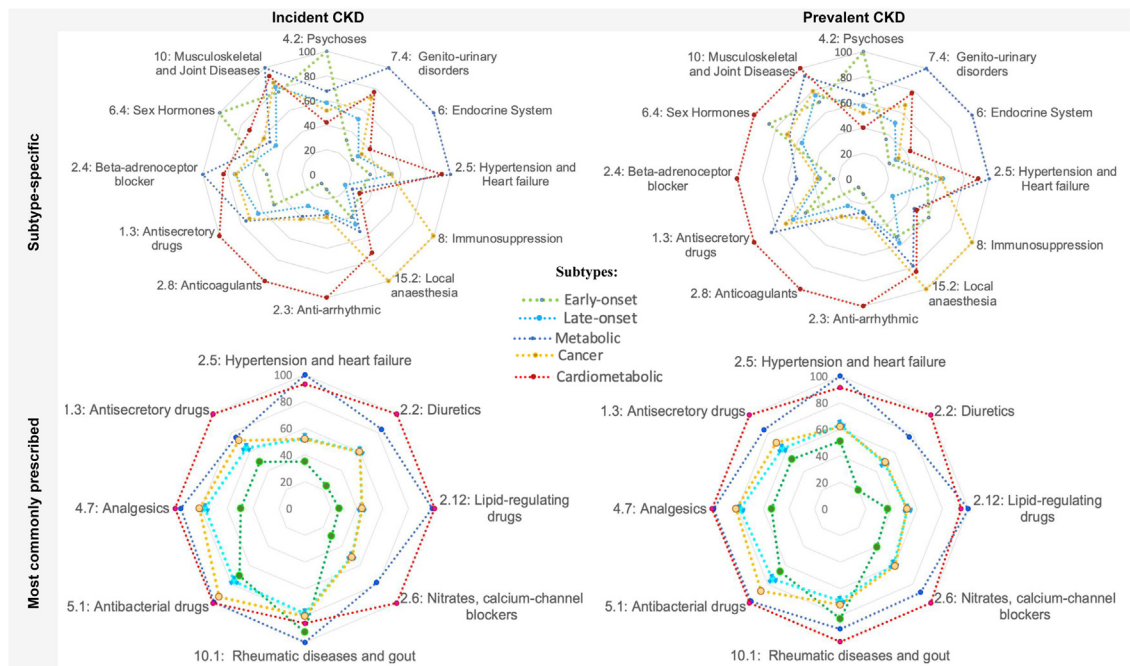 Incident CKD
Prevalent CKD
Subtype-specific
4.2: Psychoses
7.4: Genito-urinary
disorders
6: Endocrine System
2.5: Hypertension and
Heart failure
8: Immunosuppression
15.2: Local
anaesthesia
2.3: Anti-arrhythmic
2.8: Anticoagulants
1.3: Antisecretory
drugs
2.4: Beta-adrenoceptor
blocker
6.4: Sex Hormones
10: Musculoskeletal
and Joint Diseases
100
80
60
40
20
0
4.2: Psychoses
7.4: Genito-urinary
disorders
6: Endocrine System
2.5: Hypertension and
Heart failure
8: Immunosuppression
15.2: Local
anaesthesia
2.3: Anti-arrhythmic
2.8: Anticoagulants
1.3: Antisecretory
drugs
2.4: Beta-adrenoceptor
blocker
6.4: Sex Hormones
10: Musculoskeletal
and Joint Diseases
100
80
60
40
20
0
Subtypes:
Early-onset
Late-onset
Metabolic
Cancer
Cardiometabolic
Most commonly prescribed
2.5: Hypertension and heart failure
2.2: Diuretics
2.12: Lipid-regulating
drugs
2.6: Nitrates, calcium-channel
blockers
10.1: Rheumatic diseases and gout
5.1: Antibacterial drugs
4.7: Analgesics
1.3: Antisecretory drugs
100
80
60
40
20
0
2.5: Hypertension and heart failure
2.2: Diuretics
2.12: Lipid-regulating
drugs
2.6: Nitrates, calcium-channel
blockers
10.1: Rheumatic diseases and gout
5.1: Antibacterial drugs
4.7: Analgesics
1.3: Antisecretory drugs
100
80
60
40
20
0